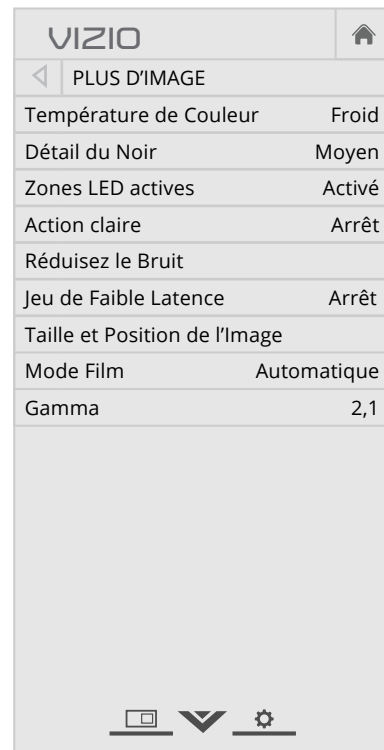 VIZIO
PLUS D’IMAGE
Température de Couleur Froid
Détail du Noir Moyen
Zones LED actives Activé
Action claire Arrêt
Réduisez le Bruit
Jeu de Faible Latence Arrêt
Taille et Position de l’Image
Mode Film Automatique
Gamma 2,1